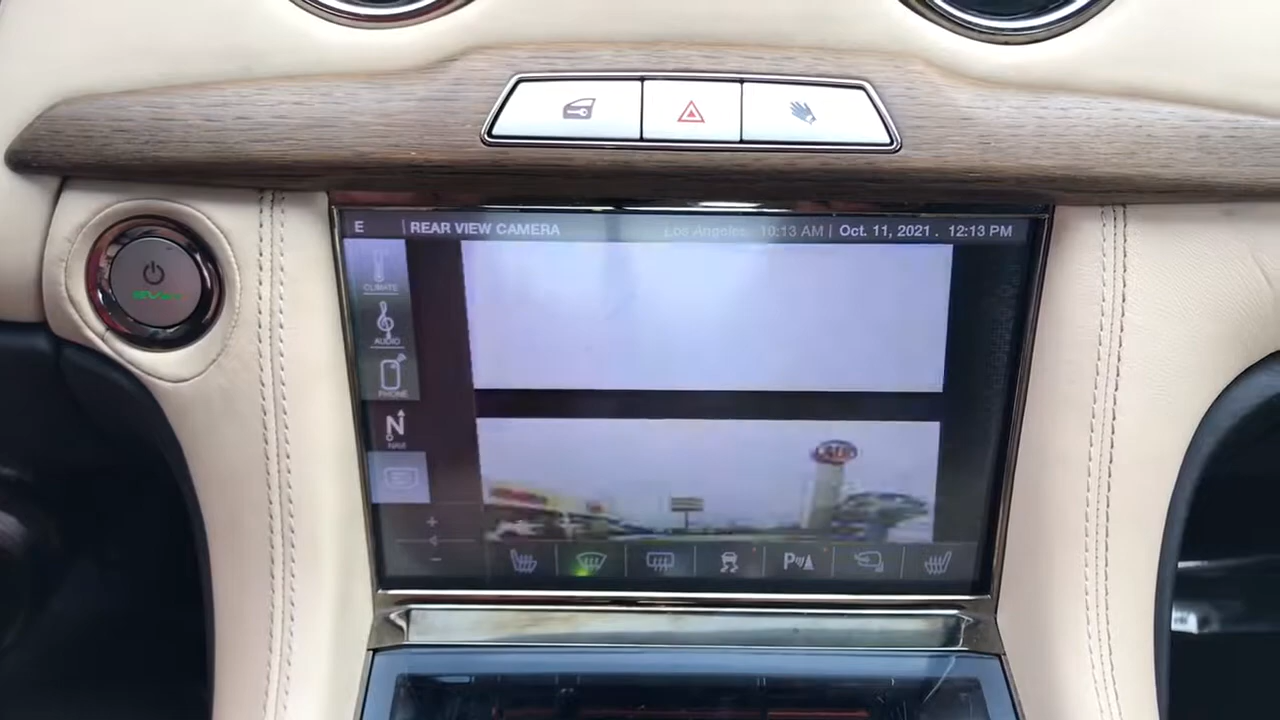 E | REAR VIEW CAMERA Los Angeles 10:13 AM | Oct. 11, 2021 . 12:13 PM
CLIMATE
AUDIO
PHONE
N
NAV
+
-
P